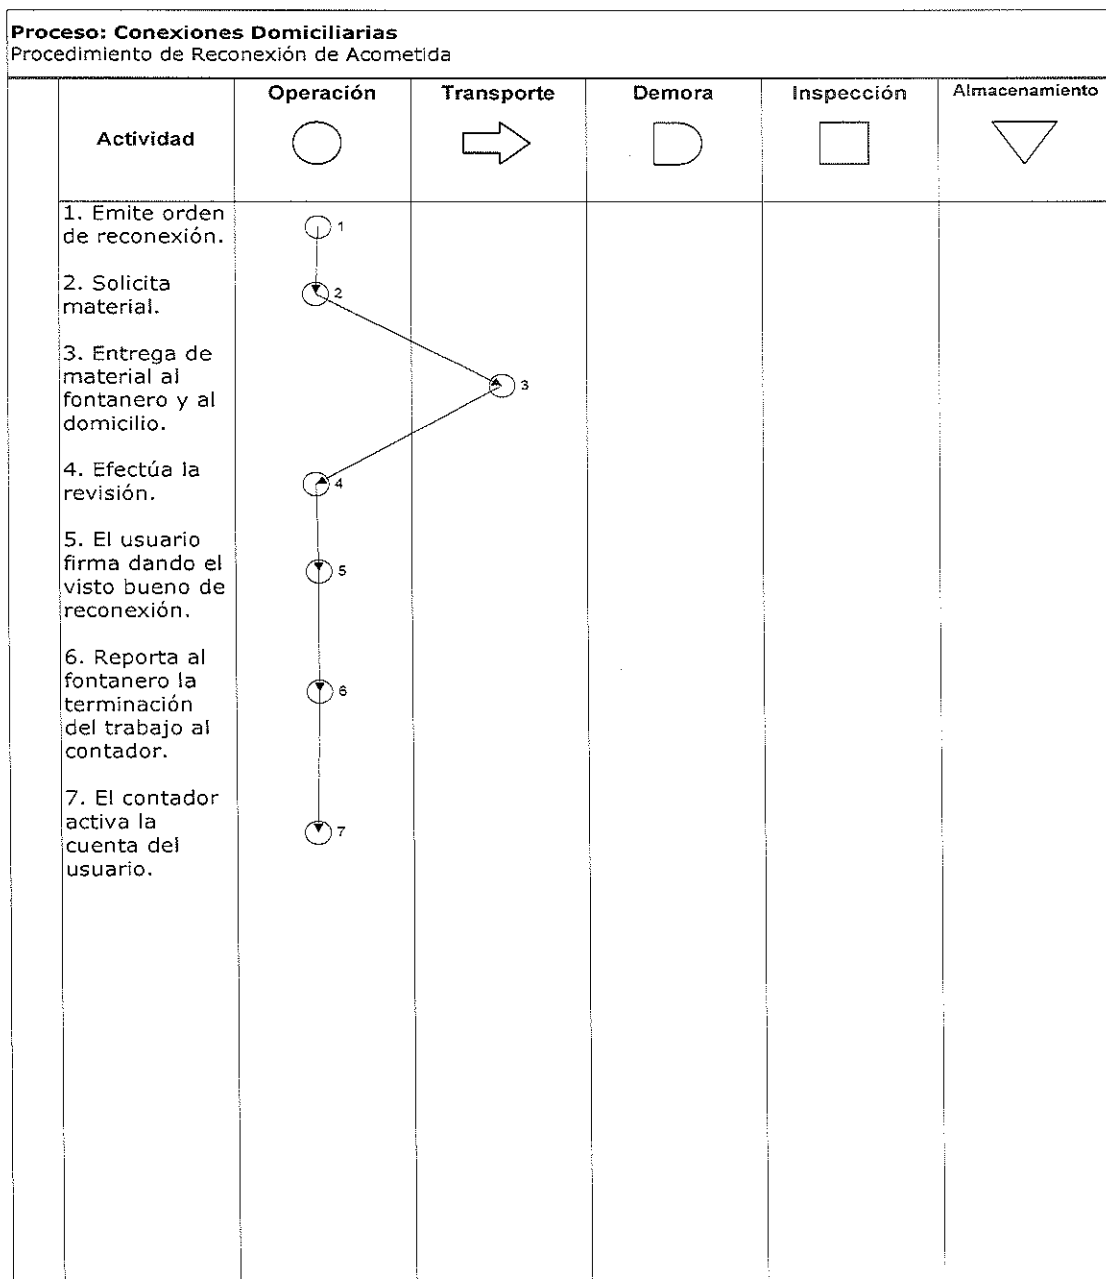 Proceso: Conexiones Domiciliarias
Procedimiento de Reconexión de Acometida
Actividad
Operación
Transporte
Demora
Inspección
Almacenamiento
1. Emite orden
de reconexión.
1
2. Solicita
material.
2
3. Entrega de
material al
fontanero y al
domicilio.
3
4. Efectúa la
revisión.
4
5. El usuario
firma dando el
visto bueno de
reconexión.
5
6. Reporta al
fontanero la
terminación
del trabajo al
contador.
6
7. El contador
activa la
cuenta del
usuario.
7